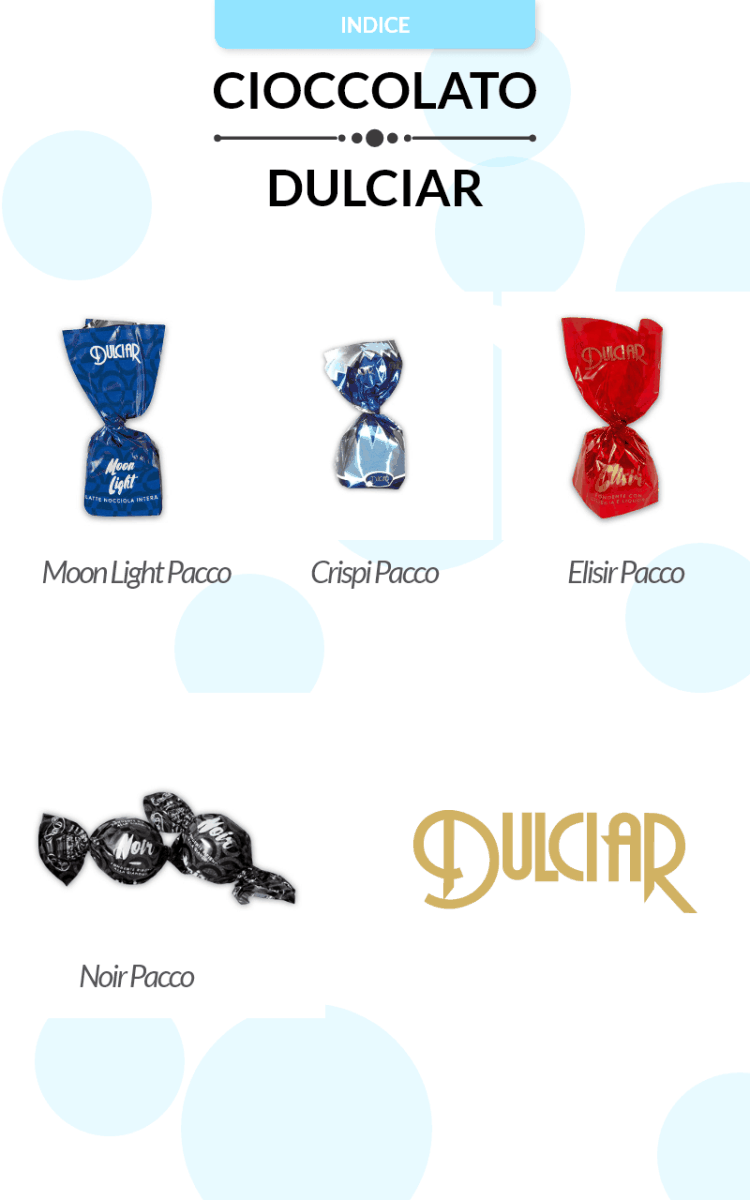 INDICE
CIOCCOLATO
DULCIAR
DULCIAR
Moon
Light
LATTE NOCCIOLA INTERA
DULCIAR
DULCIAR
Elisir
Moon Light Pacco
Crispi Pacco
Elisir Pacco
Noir
Noir
DULCIAR
Noir Pacco